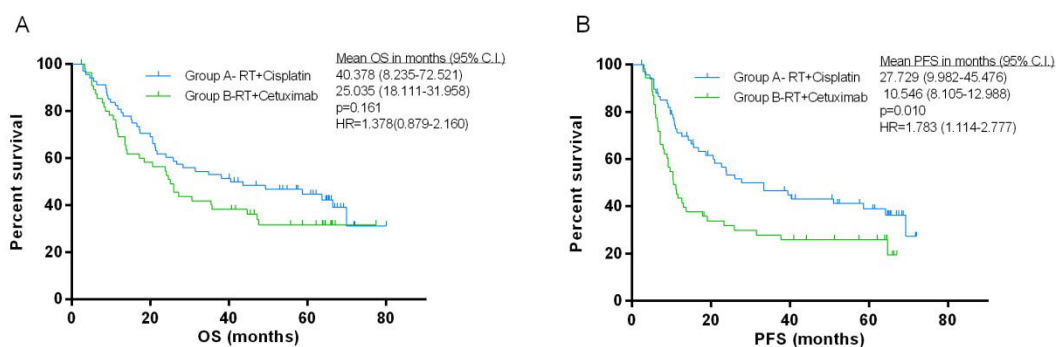 A
Mean OS in months (95% C.I.)
Group A- RT+Cisplatin 40.378 (8.235-72.521)
Group B-RT+Cetuximab 25.035 (18.111-31.958)
p=0.161
HR=1.378(0.879-2.160)
Percent survival
100
80
60
40
20
0
0 20 40 60 80
OS (months)
B
Mean PFS in months (95% C.I.)
Group A- RT+Cisplatin 27.729 (9.982-45.476)
Group B-RT+Cetuximab 10.546 (8.105-12.988)
p=0.010
HR=1.783 (1.114-2.777)
Percent survival
100
80
60
40
20
0
0 20 40 60 80
PFS (months)